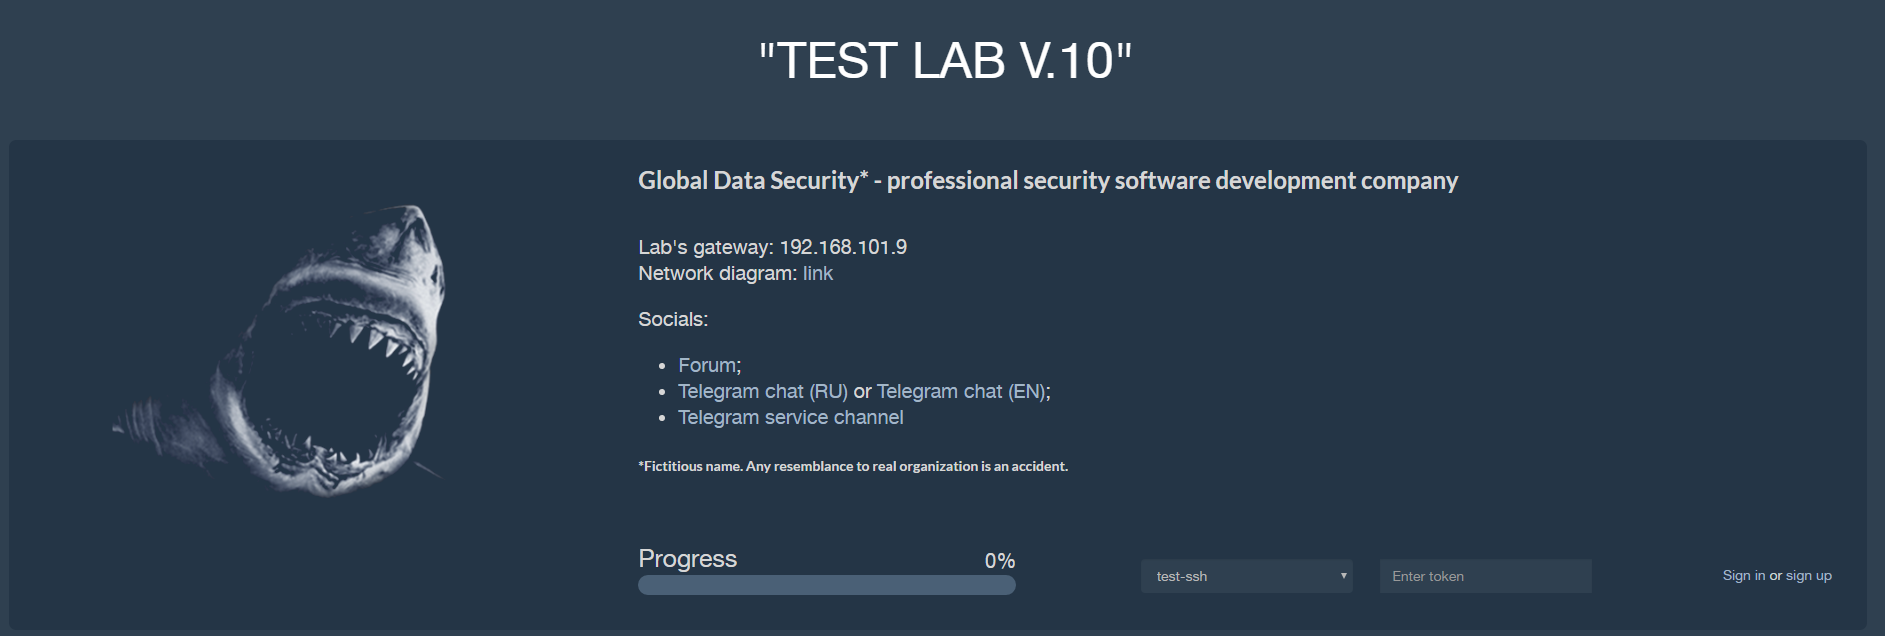 "TEST LAB V.10"
Global Data Security* - professional security software development company
Lab's gateway: 192.168.101.9
Network diagram: link
Socials:
• Forum;
• Telegram chat (RU) or Telegram chat (EN);
• Telegram service channel
*Fictitious name. Any resemblance to real organization is an accident.
Progress 0%
test-ssh
Enter token
Sign in or sign up